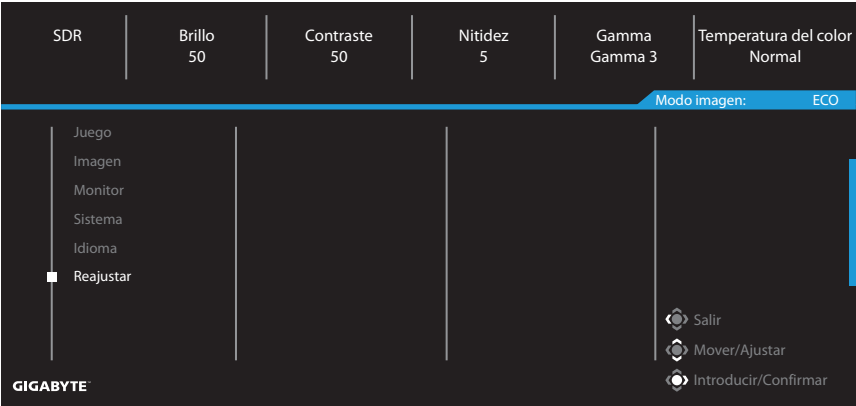 SDR
Brillo
50
Contraste
50
Nitidez
5
Gamma
Gamma 3
Temperatura del color
Normal
Modo imagen: ECO
Juego
Imagen
Monitor
Sistema
Idioma
Reajustar
Salir
Mover/Ajustar
Introducir/Confirmar
GIGABYTE™